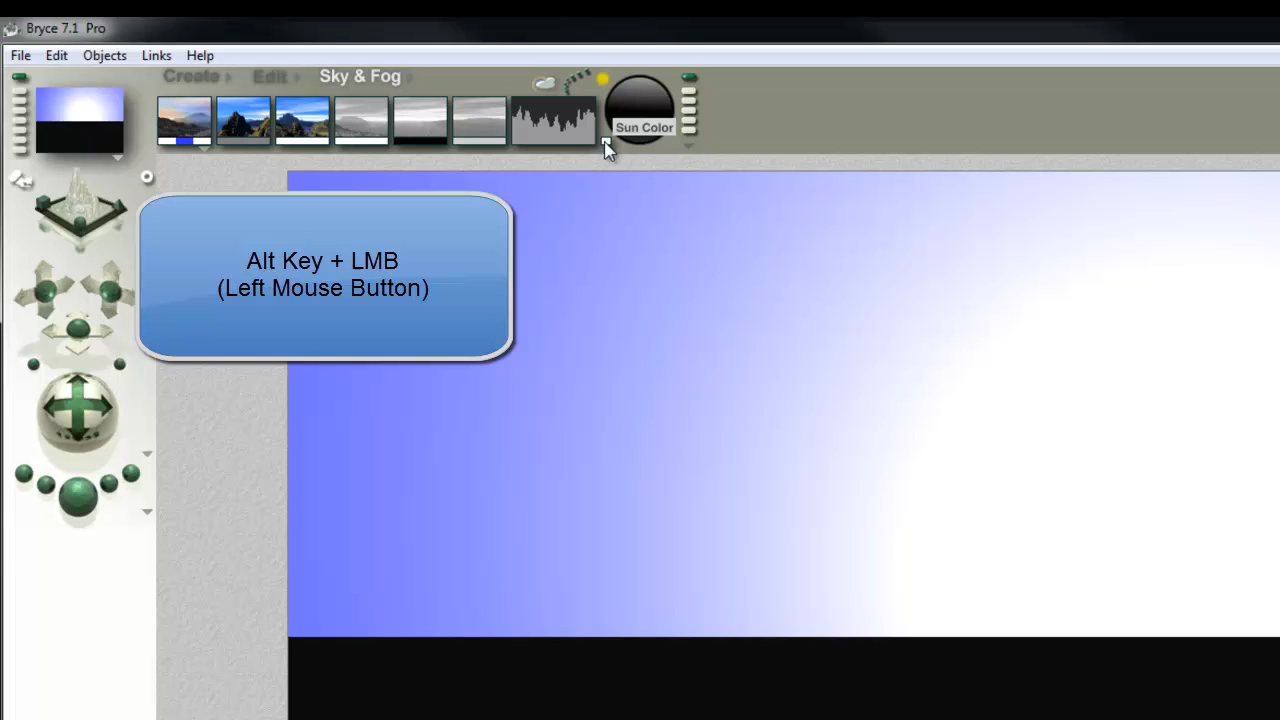 Bryce 7.1 Pro
File Edit Objects Links Help
Create Edit Sky & Fog
Sun Color
Alt Key + LMB
(Left Mouse Button)